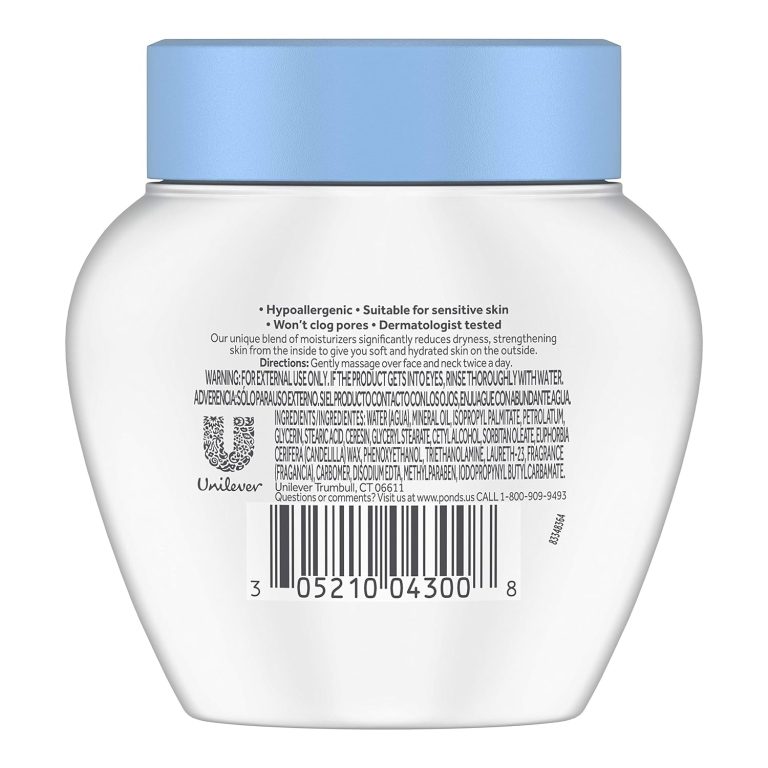 • Hypoallergenic • Suitable for sensitive skin
• Won't clog pores • Dermatologist tested
Our unique blend of moisturizers significantly reduces dryness, strengthening
skin from the inside to give you soft and hydrated skin on the outside.
Directions: Gently massage over face and neck twice a day.
WARNING: FOR EXTERNAL USE ONLY. IF THE PRODUCT GETS INTO EYES, RINSE THOROUGHLY WITH WATER.
ADVERENCIA: SÓLO PARA USO EXTERNO. SI EL PRODUCTO CONTACTO CON LOS OJOS, ENJUAGUE CON ABUNDANTE AGUA.
INGREDIENTS/INGREDIENTES: WATER (AGUA), MINERAL OIL, ISOPROPYL PALMITATE, PETROLATUM,
GLYCERIN, STEARIC ACID, CERESIN, GLYCERYL STEARATE, CETYL ALCOHOL, SORBITAN OLEATE, EUPHORBIA
CERIFERA (CANDELILLA) WAX, PHENOXYETHANOL, TRIETHANOLAMINE, LAURETH-23, FRAGRANCE
(FRAGANCIA), CARBOMER, DISODIUM EDTA, METHYLPARABEN, IODOPROPYNYL BUTYLCARBAMATE.
Unilever
Unilever Trumbull, CT 06611
Questions or comments? Visit us at www.ponds.us CALL 1-800-909-9493
83348364
3 05210 04300 8